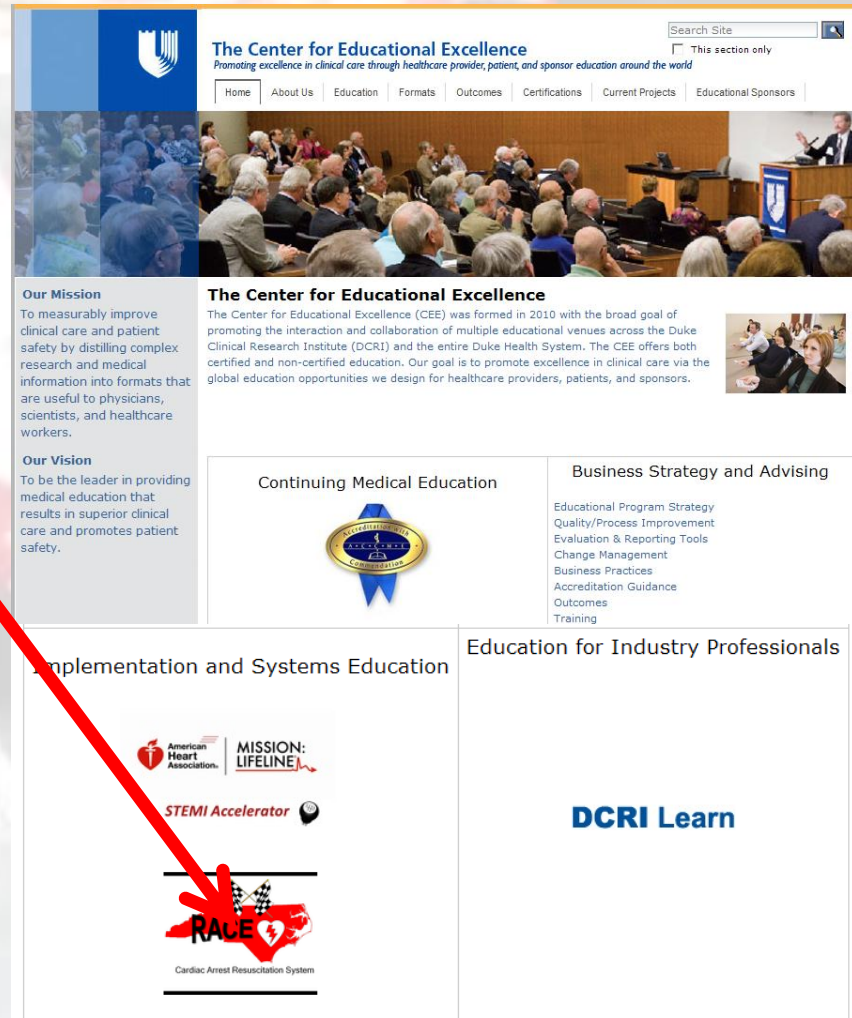 Search Site
This section only
The Center for Educational Excellence
Promoting excellence in clinical care through healthcare provider, patient, and sponsor education around the world
Home About Us Education Formats Outcomes Certifications Current Projects Educational Sponsors
Our Mission
To measurably improve
clinical care and patient
safety by distilling complex
research and medical
information into formats that
are useful to physicians,
scientists, and healthcare
workers.
Our Vision
To be the leader in providing
medical education that
results in superior clinical
care and promotes patient
safety.
The Center for Educational Excellence
The Center for Educational Excellence (CEE) was formed in 2010 with the broad goal of
promoting the interaction and collaboration of multiple educational venues across the Duke
Clinical Research Institute (DCRI) and the entire Duke Health System. The CEE offers both
certified and non-certified education. Our goal is to promote excellence in clinical care via the
global education opportunities we design for healthcare providers, patients, and sponsors.
Continuing Medical Education
Accreditation with
A•C•C•M•E
Commendation
Business Strategy and Advising
Educational Program Strategy
Quality/Process Improvement
Evaluation & Reporting Tools
Change Management
Business Practices
Accreditation Guidance
Outcomes
Training
Implementation and Systems Education
American
Heart
Association®
MISSION:
LIFELINE
STEMI Accelerator
RACE
Cardiac Arrest Resuscitation System
Education for Industry Professionals
DCRI Learn